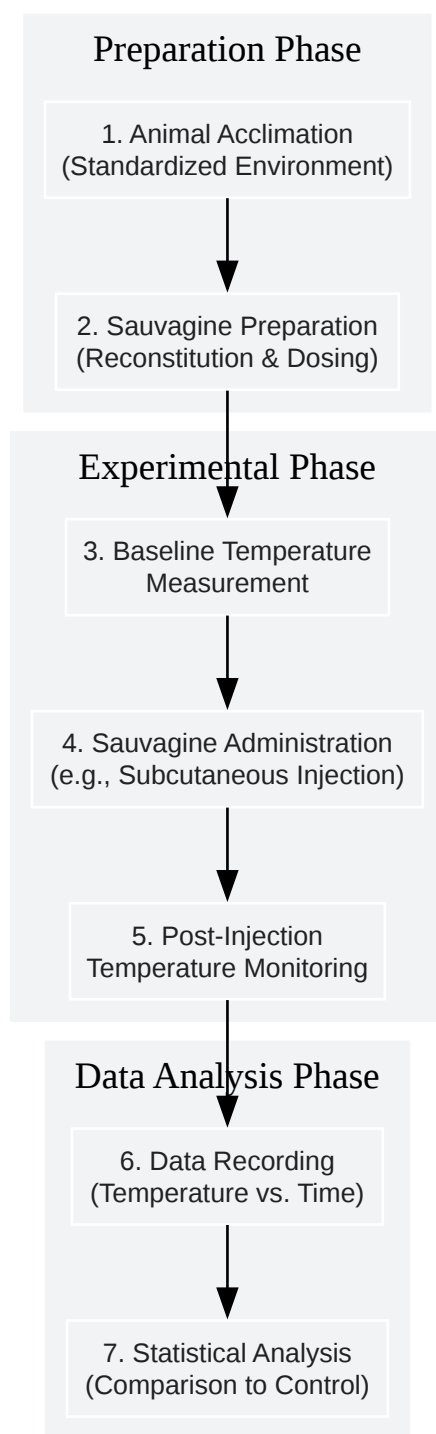 Preparation Phase
1. Animal Acclimation
(Standardized Environment)
2. Sauvagine Preparation
(Reconstitution & Dosing)
Experimental Phase
3. Baseline Temperature
Measurement
4. Sauvagine Administration
(e.g., Subcutaneous Injection)
5. Post-Injection
Temperature Monitoring
Data Analysis Phase
6. Data Recording
(Temperature vs. Time)
7. Statistical Analysis
(Comparison to Control)